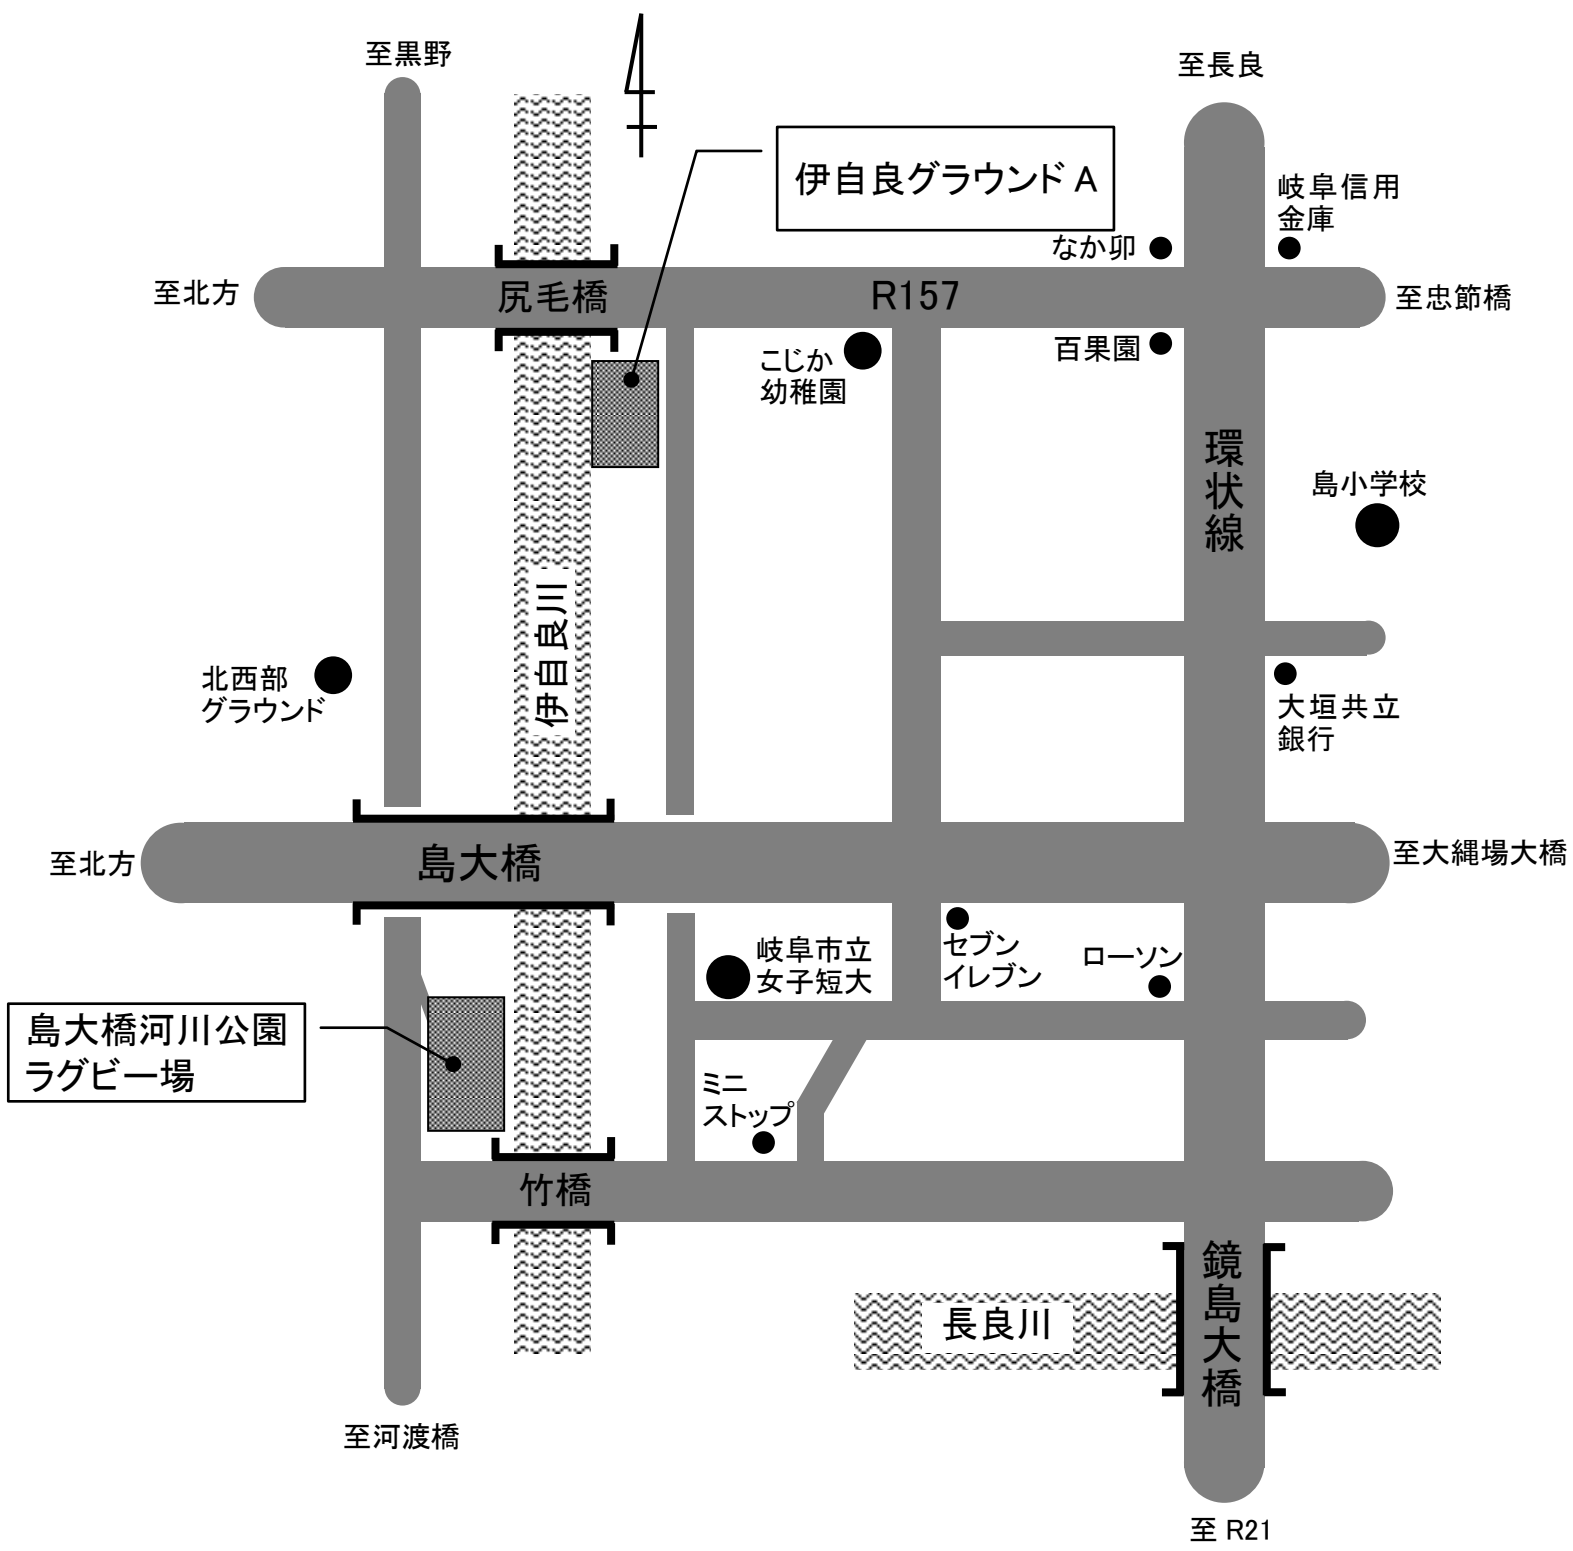 至黒野
至長良
伊自良グラウンド A
岐阜信用
金庫
なか卯
至北方
尻毛橋
R157
至忠節橋
こじか
幼稚園
百果園
環状線
島小学校
伊自良川
北西部
グラウンド
大垣共立
銀行
至北方
島大橋
至大縄場大橋
岐阜市立
女子短大
セブン
イレブン
ローソン
島大橋河川公園
ラグビー場
ミニ
ストップ
竹橋
鏡島大橋
長良川
至河渡橋
至 R21